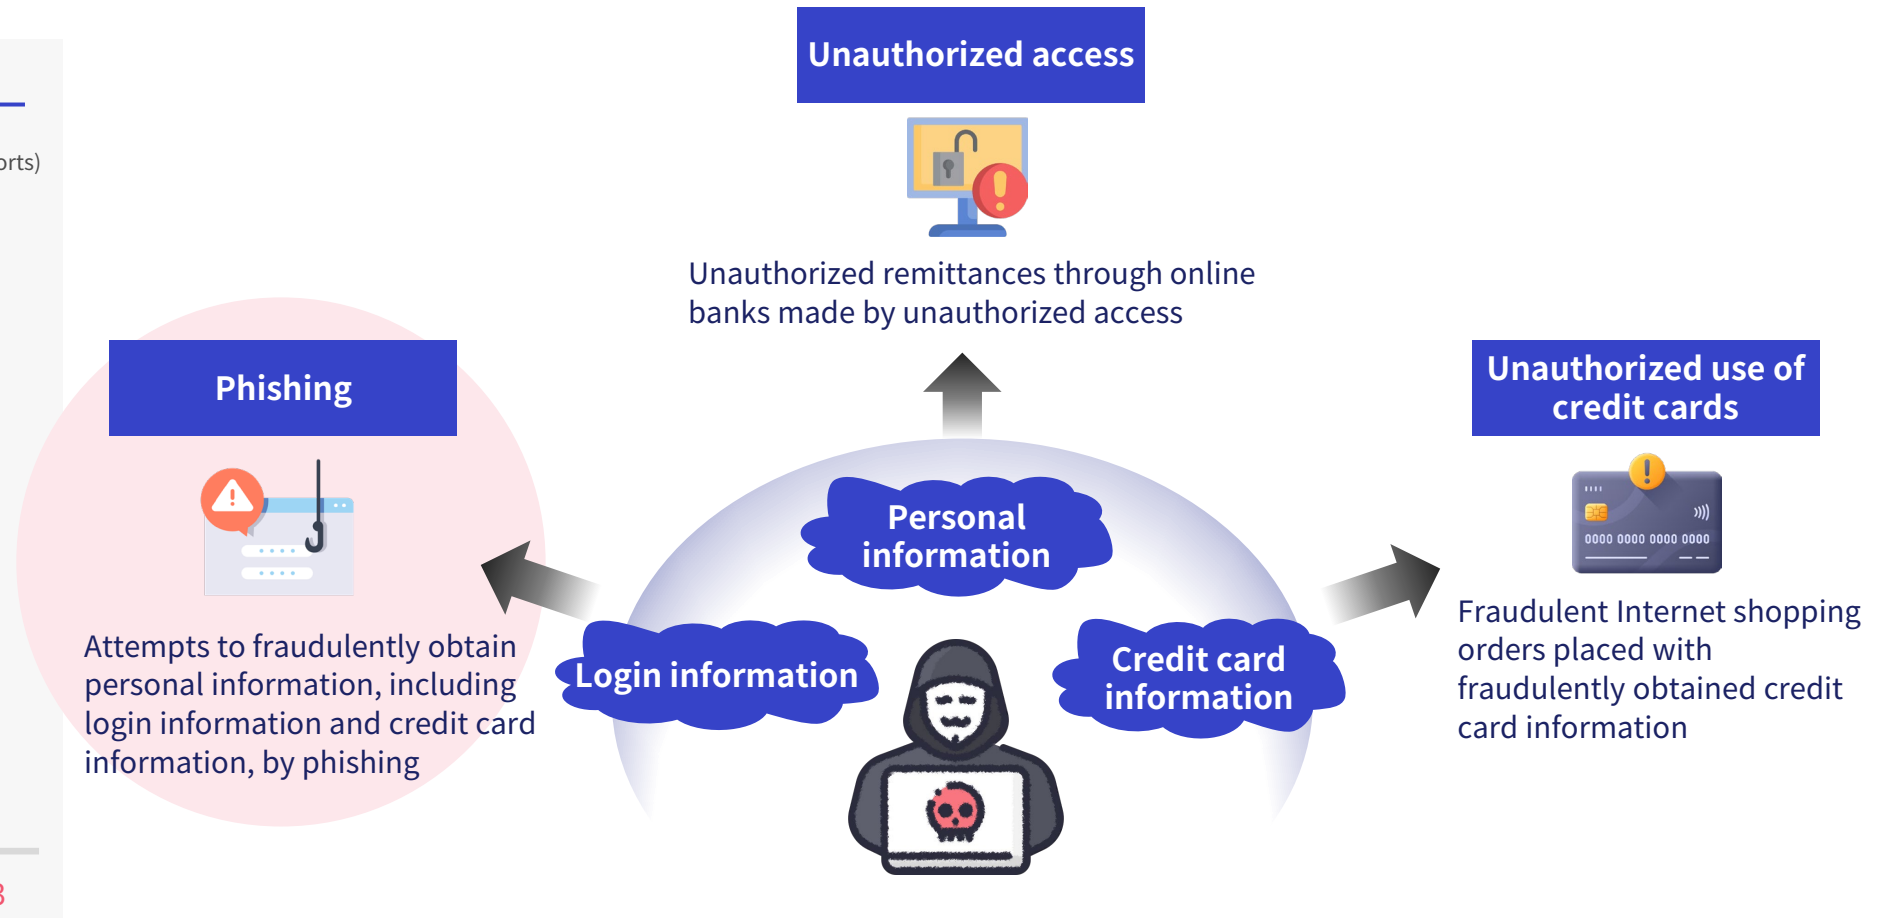 orts)
Unauthorized access
Unauthorized remittances through online
banks made by unauthorized access
Phishing
Attempts to fraudulently obtain
personal information, including
login information and credit card
information, by phishing
Unauthorized use of
credit cards
0000 0000 0000 0000
Fraudulent Internet shopping
orders placed with
fraudulently obtained credit
card information
Personal
information
Login information
Credit card
information